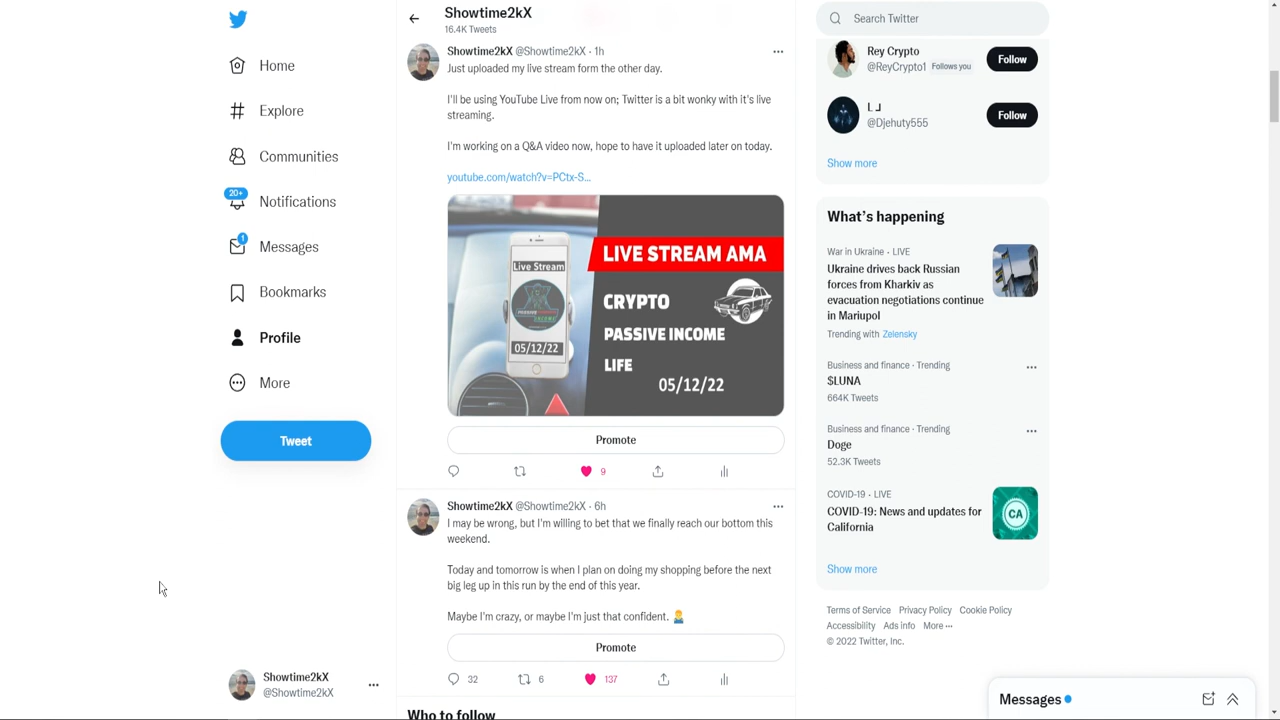 Home
Explore
Communities
20+
Notifications
1
Messages
Bookmarks
Profile
More
Tweet
Showtime2kX
@Showtime2kX
Showtime2kX
16.4K Tweets
Showtime2kX @Showtime2kX · 1h
Just uploaded my live stream form the other day.
I'll be using YouTube Live from now on; Twitter is a bit wonky with it's live
streaming.
I'm working on a Q&A video now, hope to have it uploaded later on today.
youtube.com/watch?v=PCtx-S...
Live Stream
05/12/22
LIVE STREAM AMA
CRYPTO
PASSIVE INCOME
LIFE
05/12/22
Promote
9
Showtime2kX @Showtime2kX · 6h
I may be wrong, but I'm willing to bet that we finally reach our bottom this
weekend.
Today and tomorrow is when I plan on doing my shopping before the next
big leg up in this run by the end of this year.
Maybe I'm crazy, or maybe I'm just that confident.
Promote
32
6
137
Who to follow
Search Twitter
Rey Crypto
@ReyCrypto1 Follows you
Follow
@Djehuty555
Follow
Show more
What's happening
War in Ukraine · LIVE
Ukraine drives back Russian
forces from Kharkiv as
evacuation negotiations continue
in Mariupol
Trending with Zelensky
Business and finance · Trending
$LUNA
664K Tweets
Business and finance · Trending
Doge
52.3K Tweets
COVID-19 · LIVE
COVID-19: News and updates for
California
CA
Show more
Terms of Service Privacy Policy Cookie Policy
Accessibility Ads info More ···
© 2022 Twitter, Inc.
Messages